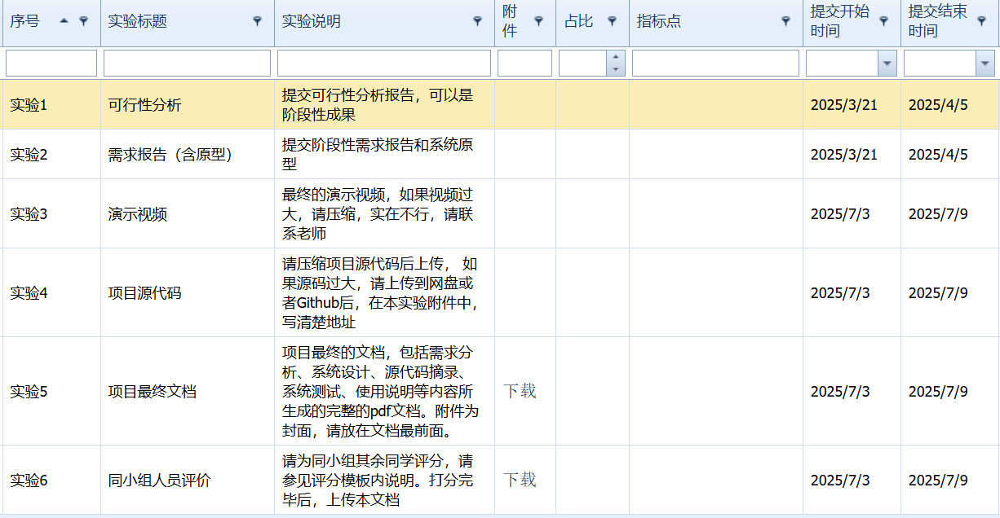 序号
实验标题
实验说明
附
件
占比
指标点
提交开始
时间
提交结束
时间
实验1
可行性分析
提交可行性分析报告，可以是
阶段性成果
2025/3/21
2025/4/5
实验2
需求报告（含原型）
提交阶段性需求报告和系统原
型
2025/3/21
2025/4/5
实验3
演示视频
最终的演示视频，如果视频过
大，请压缩，实在不行，请联
系老师
2025/7/3
2025/7/9
实验4
项目源代码
请压缩项目源代码后上传， 如
果源码过大，请上传到网盘或
者Github后，在本实验附件中，
写清楚地址
2025/7/3
2025/7/9
实验5
项目最终文档
项目最终的文档，包括需求分
析、系统设计、源代码摘录、
系统测试、使用说明等内容所
生成的完整的pdf文档。附件为
封面，请放在文档最前面。
下载
2025/7/3
2025/7/9
实验6
同小组人员评价
请为同小组其余同学评分，请
参见评分模板内说明。打分完
毕后，上传本文档
下载
2025/7/3
2025/7/9